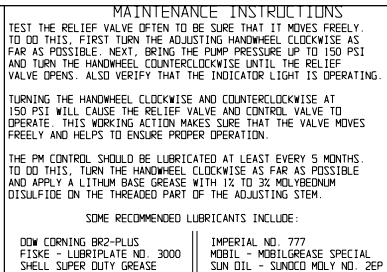 MAINTENANCE INSTRUCTIONS
TEST THE RELIEF VALVE OFTEN TO BE SURE THAT IT MOVES FREELY.
TO DO THIS, FIRST TURN THE ADJUSTING HANDWHEEL CLOCKWISE AS
FAR AS POSSIBLE. NEXT, BRING THE PUMP PRESSURE UP TO 150 PSI
AND TURN THE HANDWHEEL COUNTERCLOCKWISE UNTIL THE RELIEF
VALVE OPENS. ALSO VERIFY THAT THE INDICATOR LIGHT IS OPERATING.
TURNING THE HANDWHEEL CLOCKWISE AND COUNTERCLOCKWISE AT
150 PSI WILL CAUSE THE RELIEF VALVE AND CONTROL VALVE TO
OPERATE. THIS WORKING ACTION MAKES SURE THAT THE VALVE MOVES
FREELY AND HELPS TO ENSURE PROPER OPERATION.
THE PM CONTROL SHOULD BE LUBRICATED AT LEAST EVERY 5 MONTHS.
TO DO THIS, TURN THE HANDWHEEL CLOCKWISE AS FAR AS POSSIBLE
AND APPLY A LITHUM BASE GREASE WITH 1% TO 3% MOLYBEONUM
DISULFIDE ON THE THREADED PART OF THE ADJUSTING STEM.
SOME RECOMMENDED LUBRICANTS INCLUDE:
DOW CORNING BR2-PLUS
FISKE - LUBRIPLATE NO. 3000
SHELL SUPER DUTY GREASE
IMPERIAL NO. 777
MOBIL - MOBILGREASE SPECIAL
SUN OIL - SUNOCO MOLY NO. 2EP